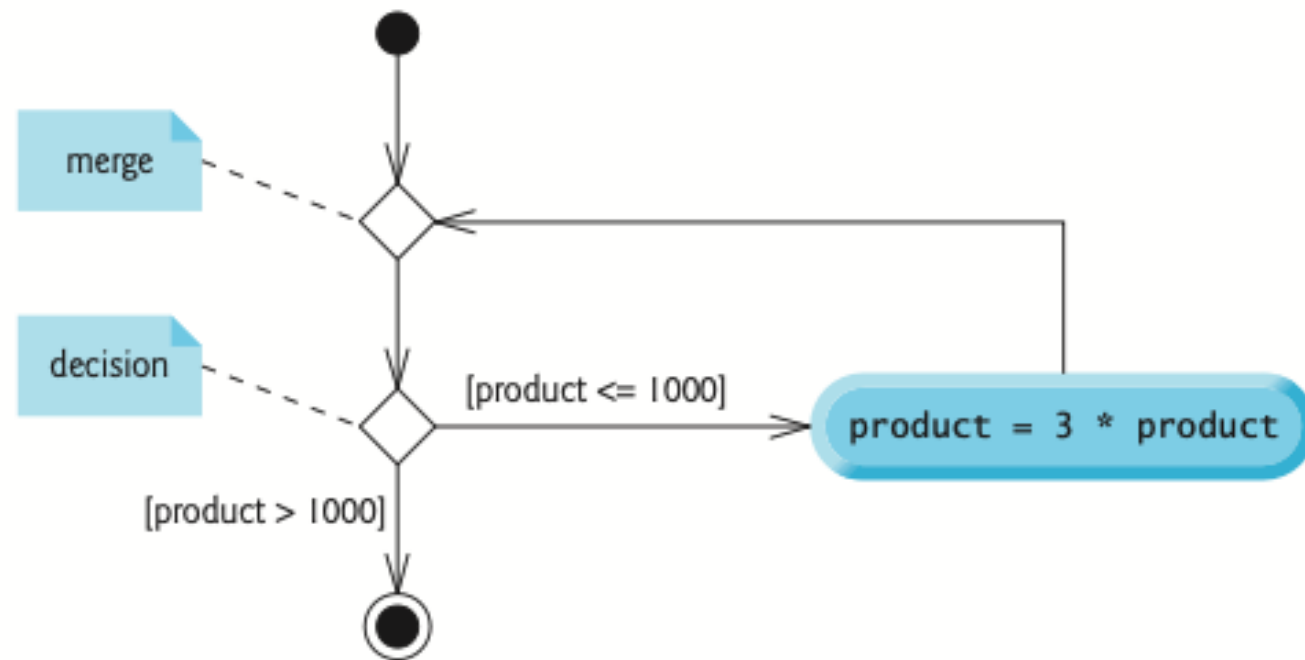 merge
decision
[product <= 1000]
product = 3 * product
[product > 1000]